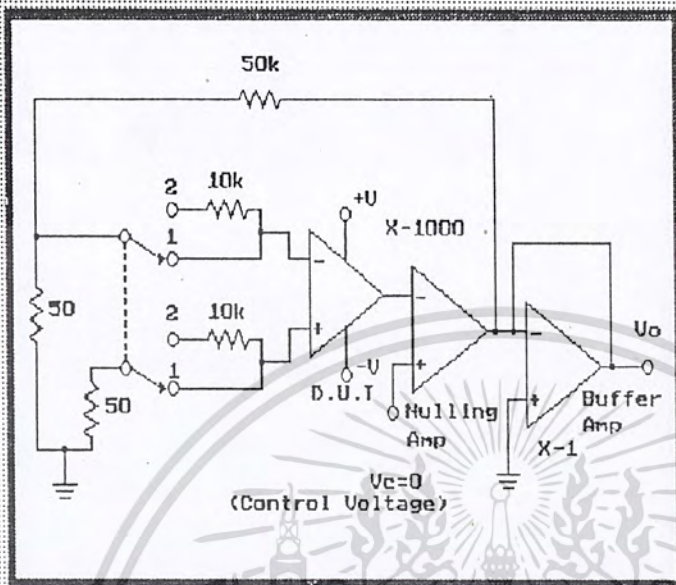 50k
2
10k
+V
X-1000
1
50
2
10k
-V
1
D.U.T
50
Nulling
Amp
Vo
Buffer
Amp
X-1
Vc=0
(Control Voltage)